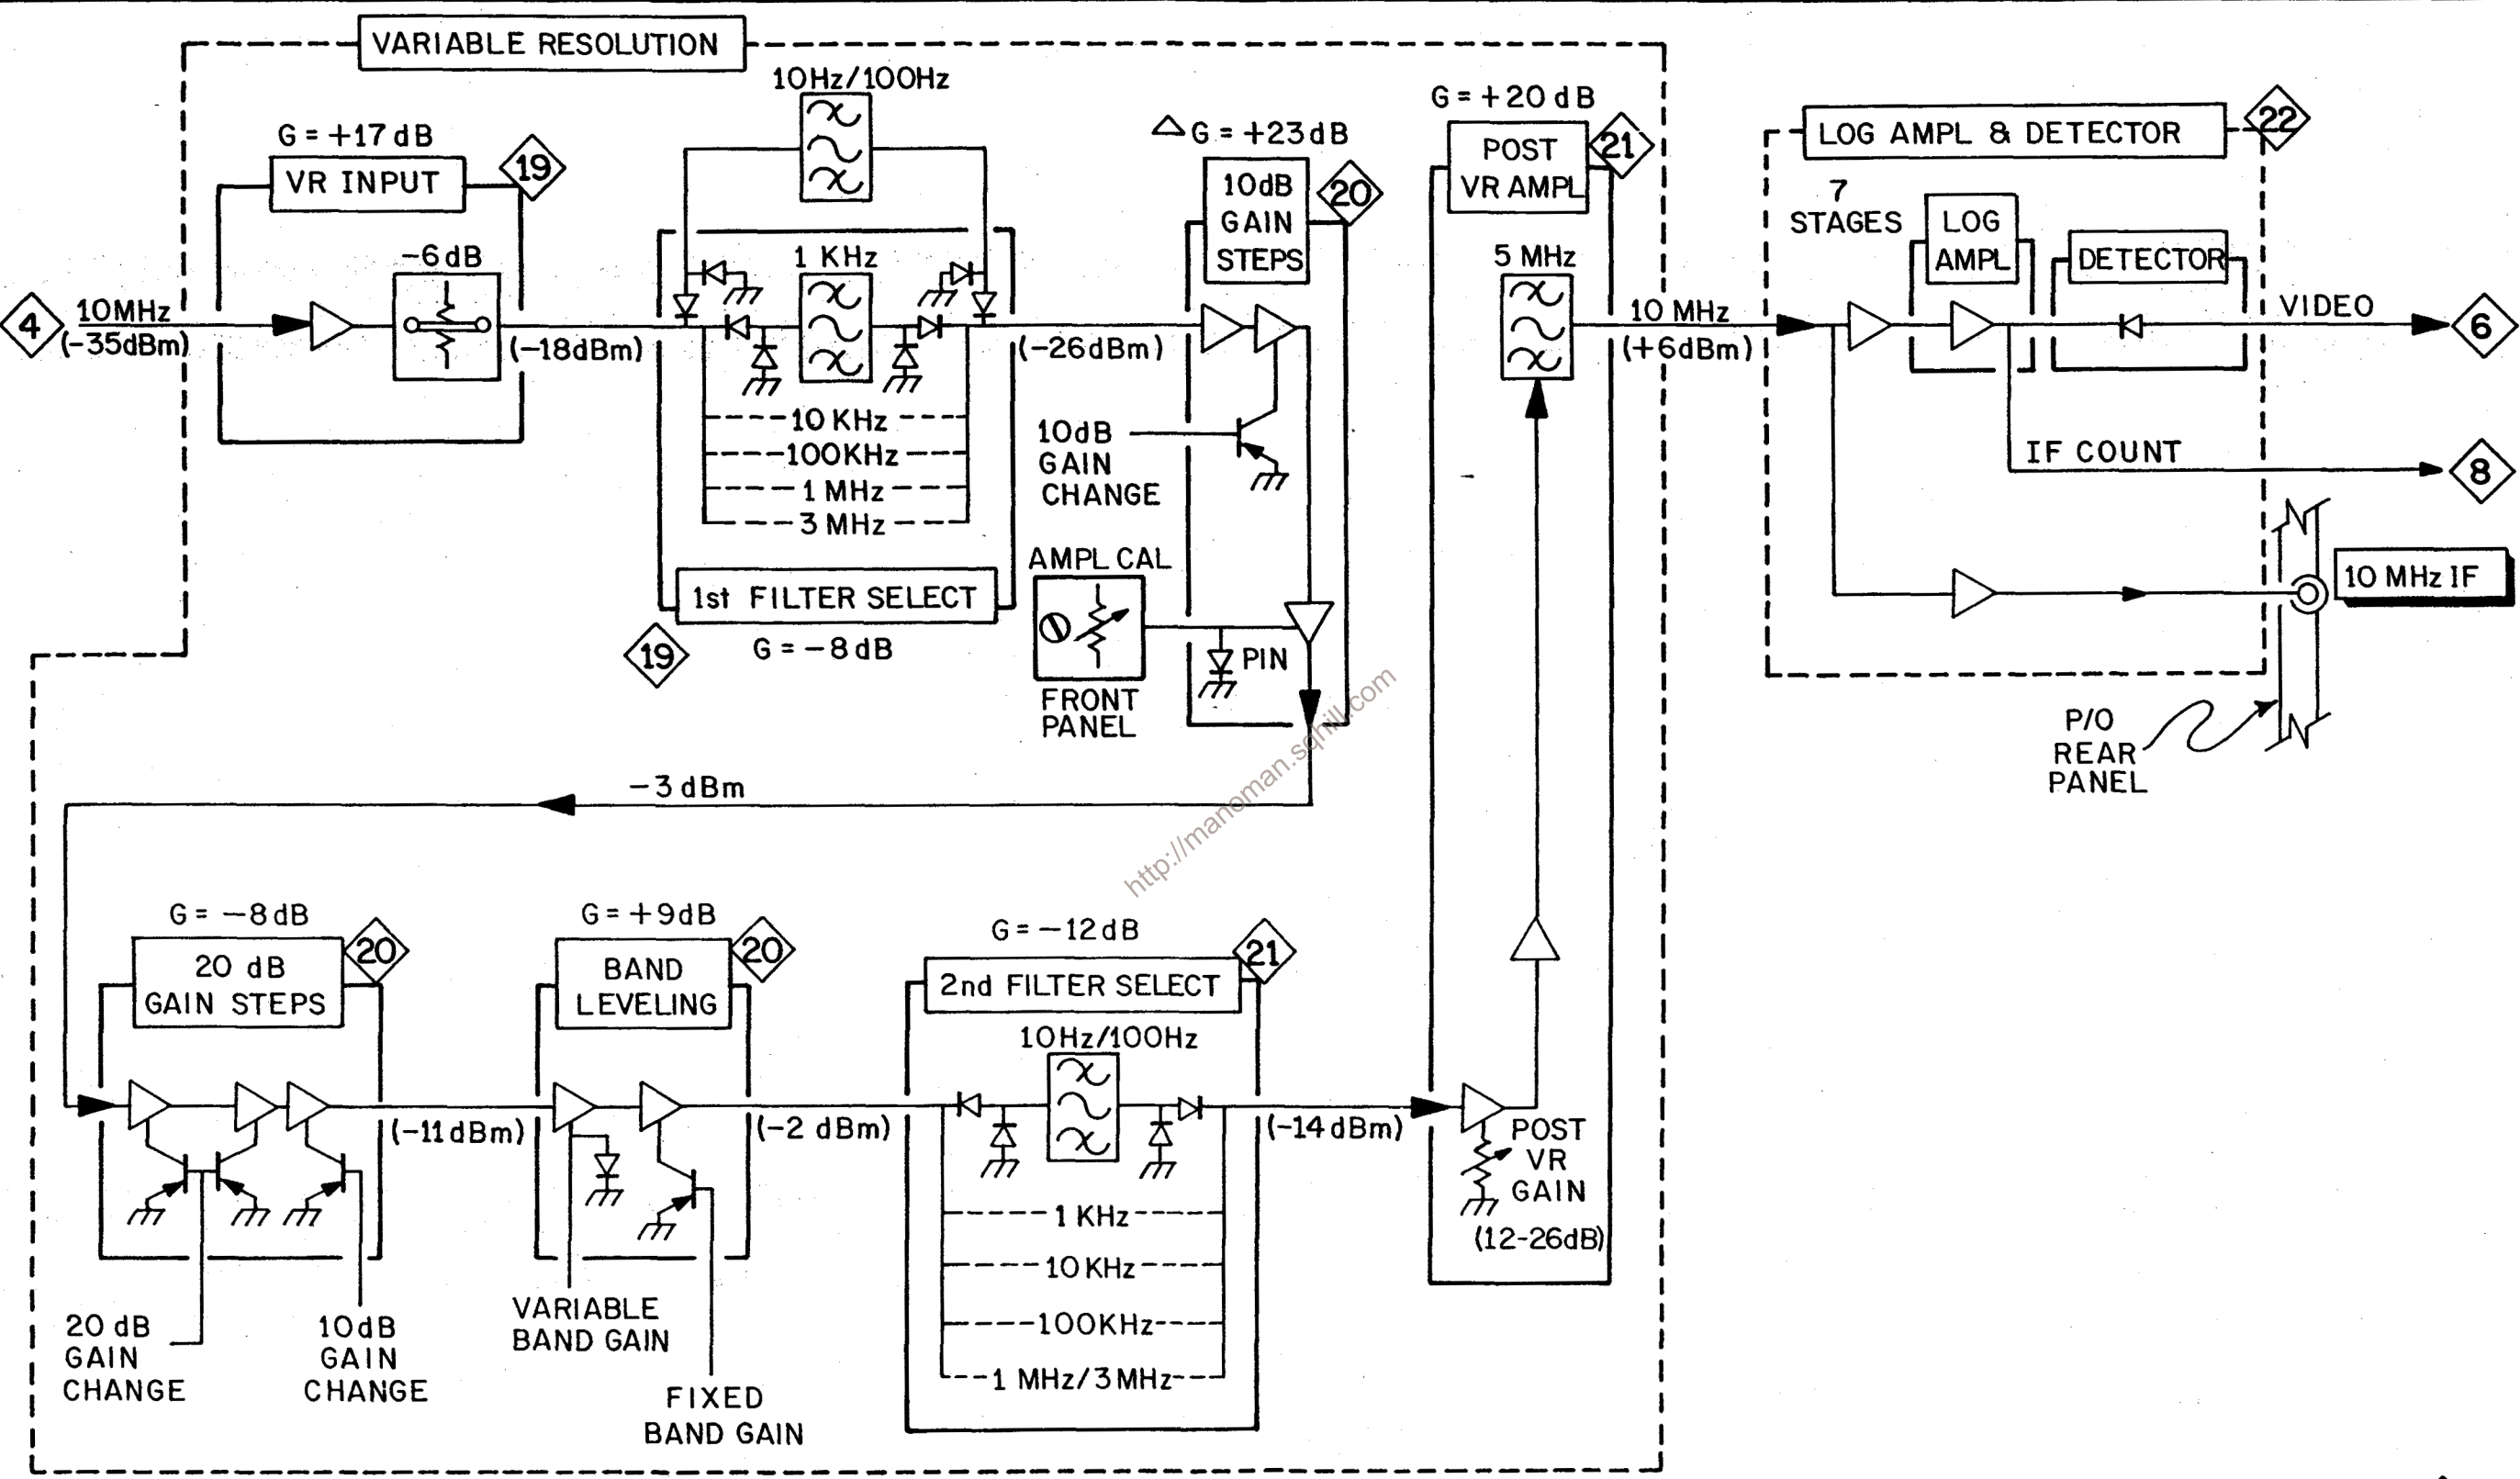 VARIABLE RESOLUTION
10Hz/100Hz
G = +17 dB
VR INPUT
19
-6 dB
4
10MHz
(-35dBm)
(-18dBm)
1 KHz
10 KHz
100KHz
1 MHz
3 MHz
1st FILTER SELECT
19
G = -8 dB
(-26dBm)
△ G = +23dB
10dB
GAIN
STEPS
20
10dB
GAIN
CHANGE
AMPL CAL
FRONT
PANEL
PIN
G = +20 dB
POST
VR AMPL
21
5 MHz
10 MHz
(+6dBm)
LOG AMPL & DETECTOR
22
7
STAGES
LOG
AMPL
DETECTOR
VIDEO
6
IF COUNT
8
10 MHz IF
P/O
REAR
PANEL
-3 dBm
http://manoman.sqhill.com
G = -8dB
20 dB
GAIN STEPS
20
(-11dBm)
20 dB
GAIN
CHANGE
10dB
GAIN
CHANGE
G = +9dB
BAND
LEVELING
20
(-2 dBm)
VARIABLE
BAND GAIN
FIXED
BAND GAIN
G = -12dB
2nd FILTER SELECT
21
10Hz/100Hz
1 KHz
10 KHz
100KHz
1 MHz/3 MHz
(-14dBm)
POST
VR
GAIN
(12-26dB)